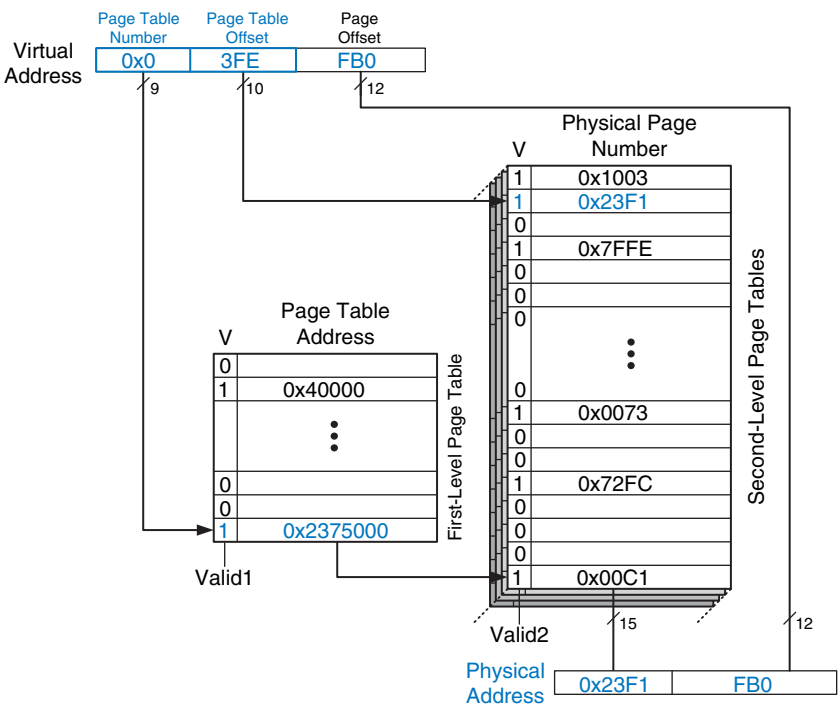 Page Table Number
Page Table Offset
Page Offset
Virtual Address
0x0
3FE
FB0
9
10
12
Physical Page Number
V
1 0x1003
1 0x23F1
0
1 0x7FFE
0
0
0
0
1 0x0073
0
0
1 0x72FC
0
0
0
1 0x00C1
Second-Level Page Tables
Page Table Address
V
0
1 0x40000
0
0
1 0x2375000
First-Level Page Table
Valid1
Valid2
15
12
Physical Address
0x23F1
FB0